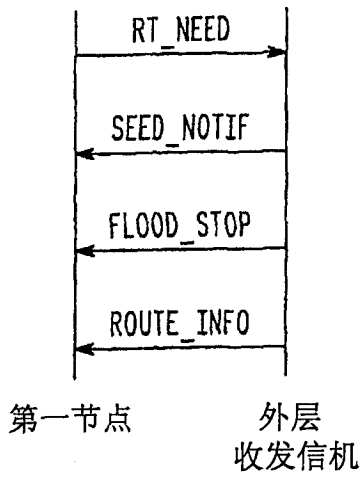 RT_NEED
SEED_NOTIF
FLOOD_STOP
ROUTE_INFO
第一节点
外层
收发信机